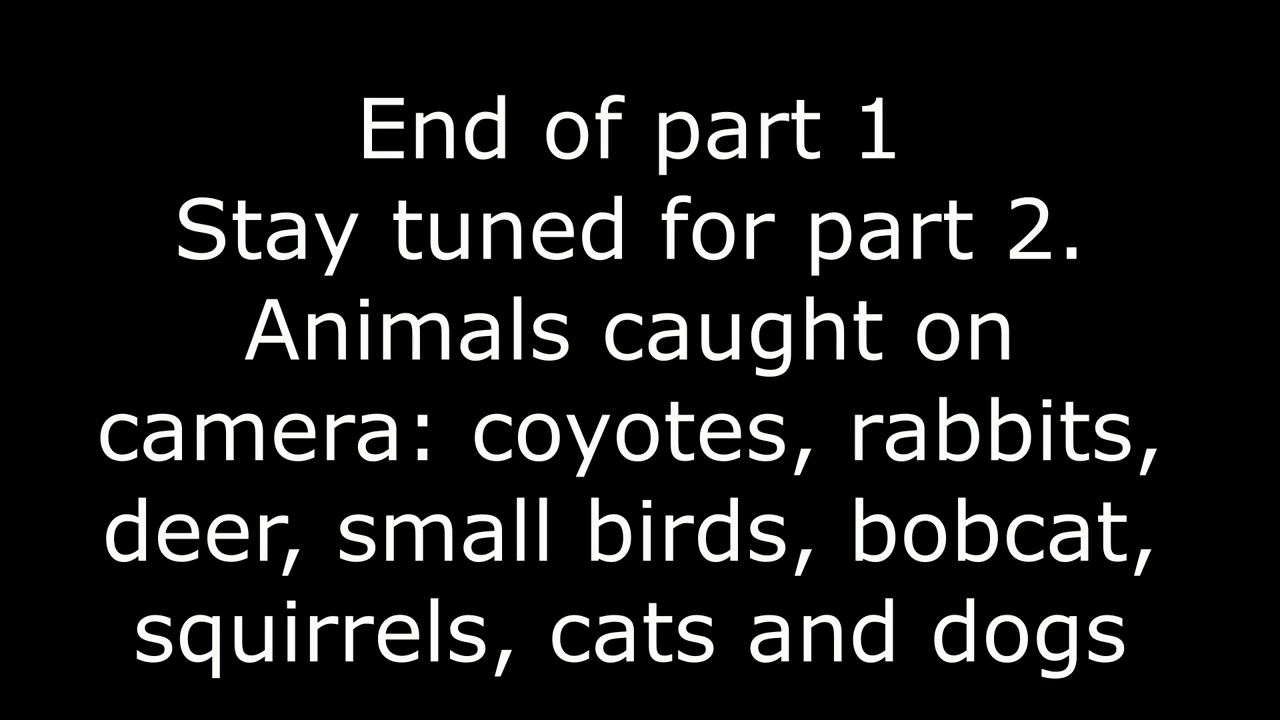 End of part 1
Stay tuned for part 2.
Animals caught on
camera: coyotes, rabbits,
deer, small birds, bobcat,
squirrels, cats and dogs